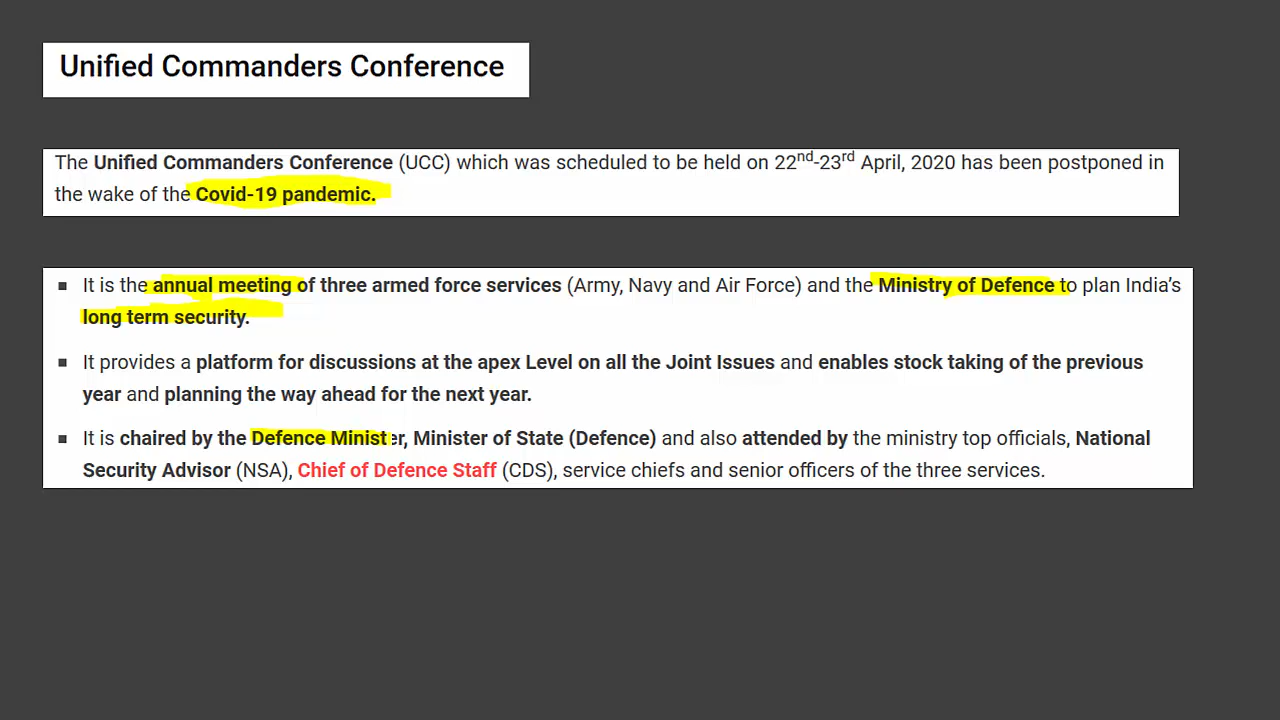 Unified Commanders Conference
The Unified Commanders Conference (UCC) which was scheduled to be held on 22nd-23rd April, 2020 has been postponed in
the wake of the Covid-19 pandemic.
▪ It is the annual meeting of three armed force services (Army, Navy and Air Force) and the Ministry of Defence to plan India's
long term security.
▪ It provides a platform for discussions at the apex Level on all the Joint Issues and enables stock taking of the previous
year and planning the way ahead for the next year.
▪ It is chaired by the Defence Minister, Minister of State (Defence) and also attended by the ministry top officials, National
Security Advisor (NSA), Chief of Defence Staff (CDS), service chiefs and senior officers of the three services.